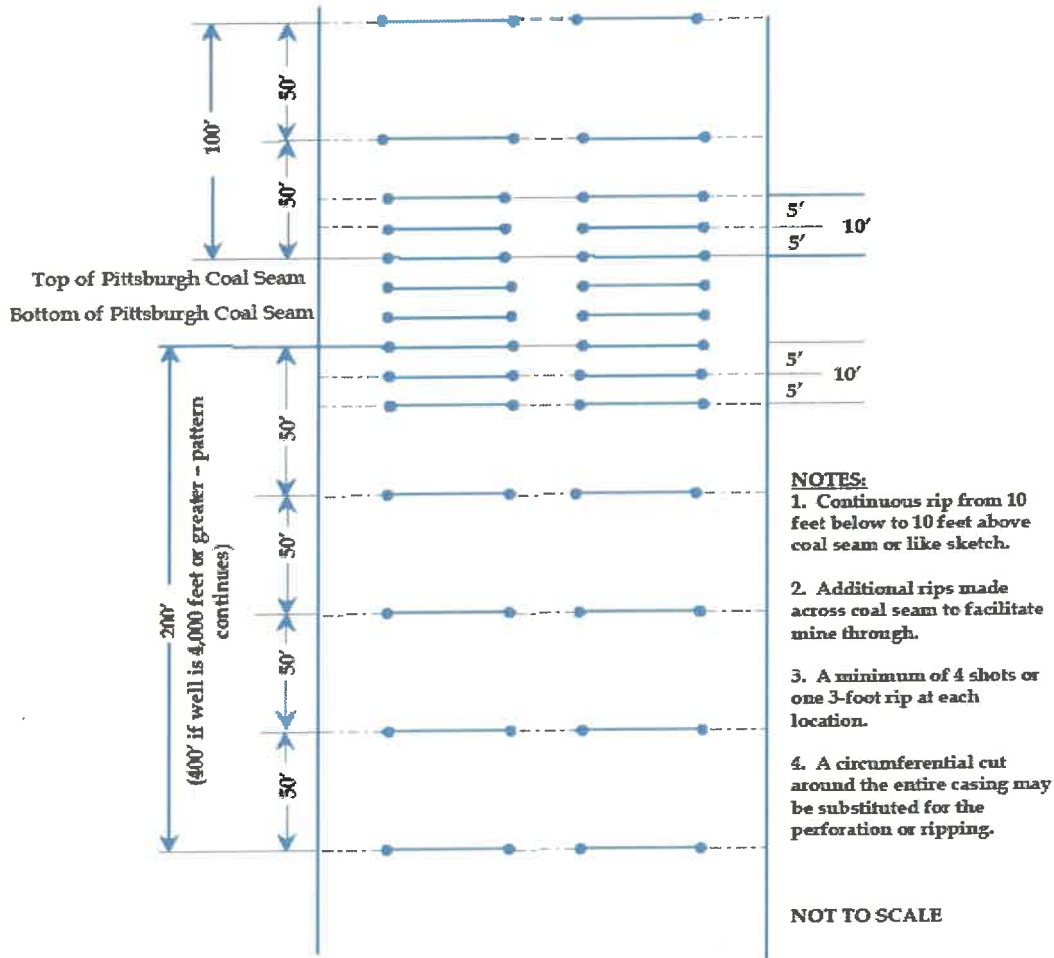 50'
100'
50'
5'
10'
5'
Top of Pittsburgh Coal Seam
Bottom of Pittsburgh Coal Seam
5'
10'
5'
200'
(400' if well is 4,000 feet or greater – pattern
continues)
50'
50'
50'
50'
NOTES:
1. Continuous rip from 10
feet below to 10 feet above
coal seam or like sketch.
2. Additional rips made
across coal seam to facilitate
mine through.
3. A minimum of 4 shots or
one 3-foot rip at each
location.
4. A circumferential cut
around the entire casing may
be substituted for the
perforation or ripping.
NOT TO SCALE